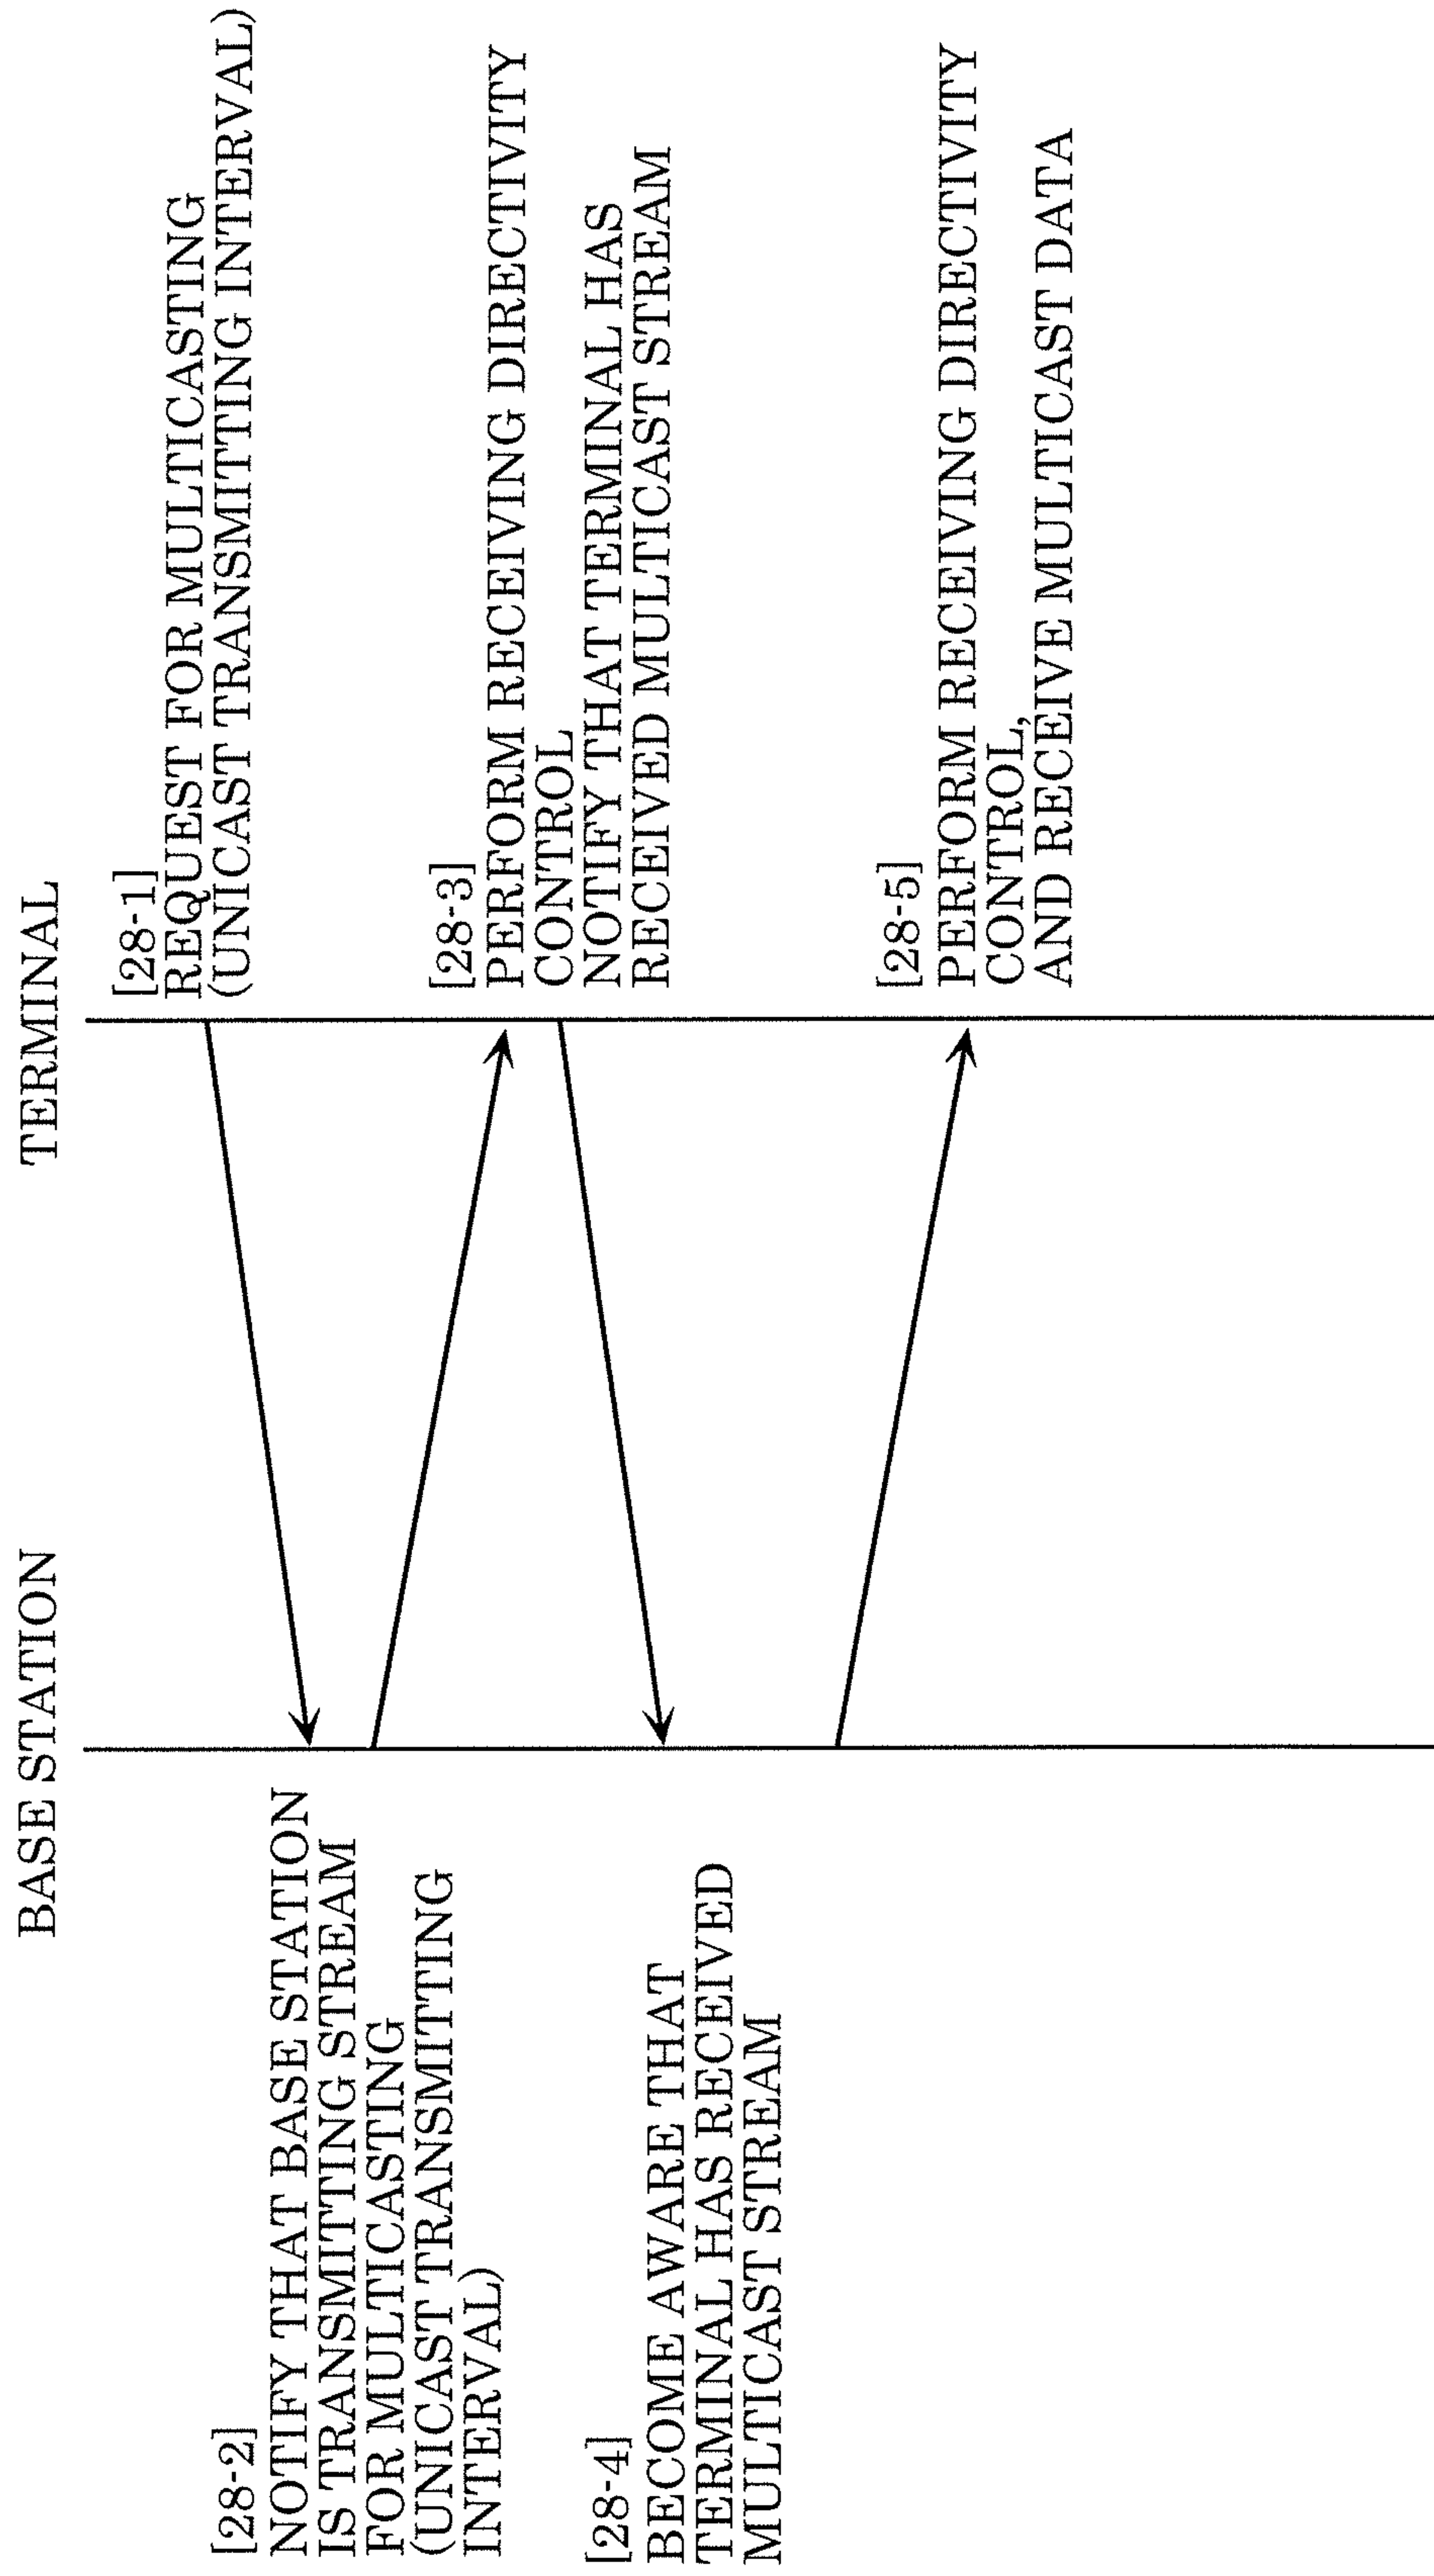 BASE STATION
TERMINAL
[28-1]
REQUEST FOR MULTICASTING
(UNICAST TRANSMITTING INTERVAL)
[28-2]
NOTIFY THAT BASE STATION
IS TRANSMITTING STREAM
FOR MULTICASTING
(UNICAST TRANSMITTING
INTERVAL)
[28-3]
PERFORM RECEIVING DIRECTIVITY
CONTROL
NOTIFY THAT TERMINAL HAS
RECEIVED MULTICAST STREAM
[28-4]
BECOME AWARE THAT
TERMINAL HAS RECEIVED
MULTICAST STREAM
[28-5]
PERFORM RECEIVING DIRECTIVITY
CONTROL,
AND RECEIVE MULTICAST DATA